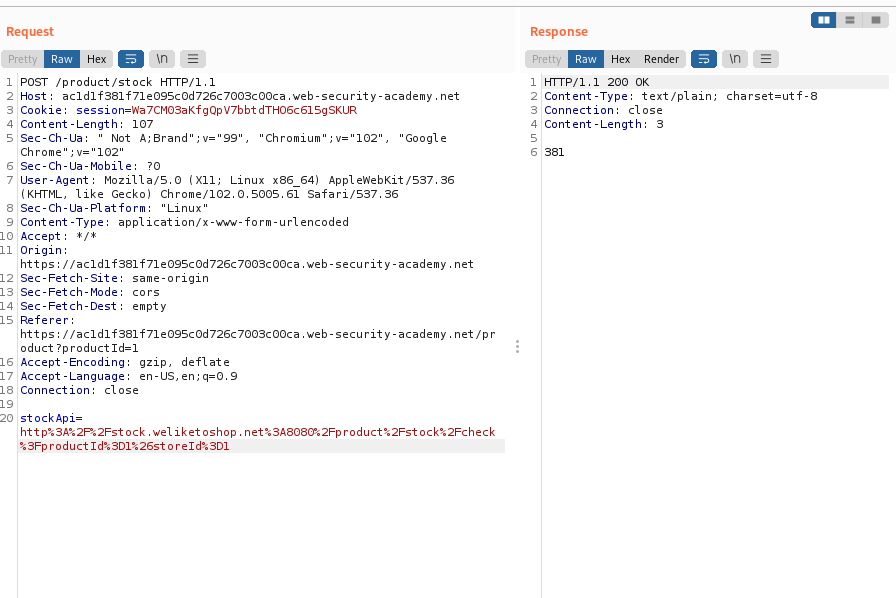 Request
Pretty Raw Hex \n
1 POST /product/stock HTTP/1.1
2 Host: ac1d1f381f71e095c0d726c7003c00ca.web-security-academy.net
3 Cookie: session=Wa7CM03aKfgQpV7bbtdTHO6c615gSKUR
4 Content-Length: 107
5 Sec-Ch-Ua: " Not A;Brand";v="99", "Chromium";v="102", "Google
Chrome";v="102"
6 Sec-Ch-Ua-Mobile: ?0
7 User-Agent: Mozilla/5.0 (X11; Linux x86_64) AppleWebKit/537.36
(KHTML, like Gecko) Chrome/102.0.5005.61 Safari/537.36
8 Sec-Ch-Ua-Platform: "Linux"
9 Content-Type: application/x-www-form-urlencoded
10 Accept: */*
11 Origin:
https://ac1d1f381f71e095c0d726c7003c00ca.web-security-academy.net
12 Sec-Fetch-Site: same-origin
13 Sec-Fetch-Mode: cors
14 Sec-Fetch-Dest: empty
15 Referer:
https://ac1d1f381f71e095c0d726c7003c00ca.web-security-academy.net/pr
oduct?productId=1
16 Accept-Encoding: gzip, deflate
17 Accept-Language: en-US,en;q=0.9
18 Connection: close
19
20 stockApi=
http%3A%2F%2Fstock.weliketoshop.net%3A8080%2Fproduct%2Fstock%2Fcheck
%3FproductId%3D1%26storeId%3D1
Response
Pretty Raw Hex Render \n
1 HTTP/1.1 200 OK
2 Content-Type: text/plain; charset=utf-8
3 Connection: close
4 Content-Length: 3
5
6 381